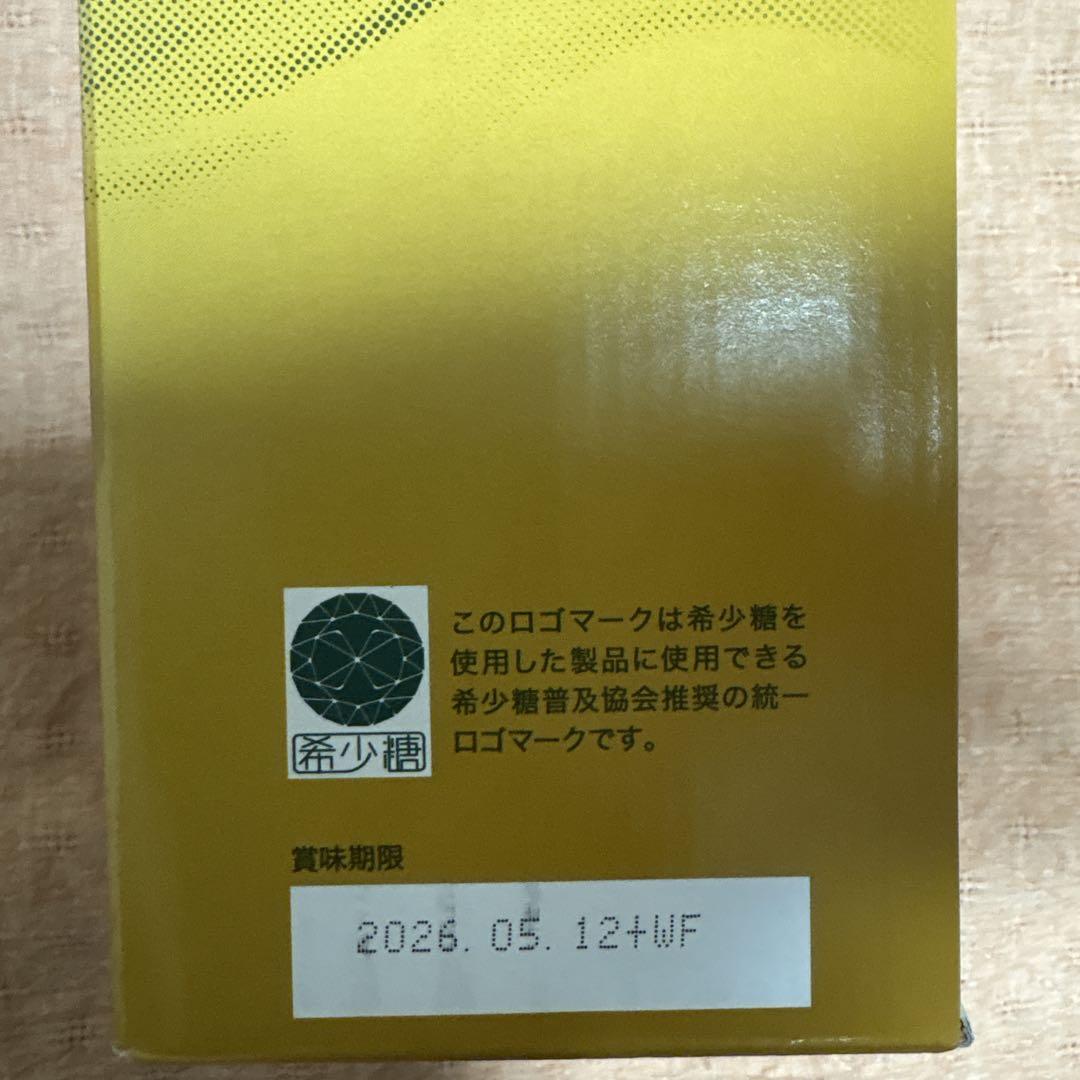 このロゴマークは希少糖を
使用した製品に使用できる
希少糖普及協会推奨の統一
ロゴマークです。
希少糖
賞味期限
2026.05.12+WF